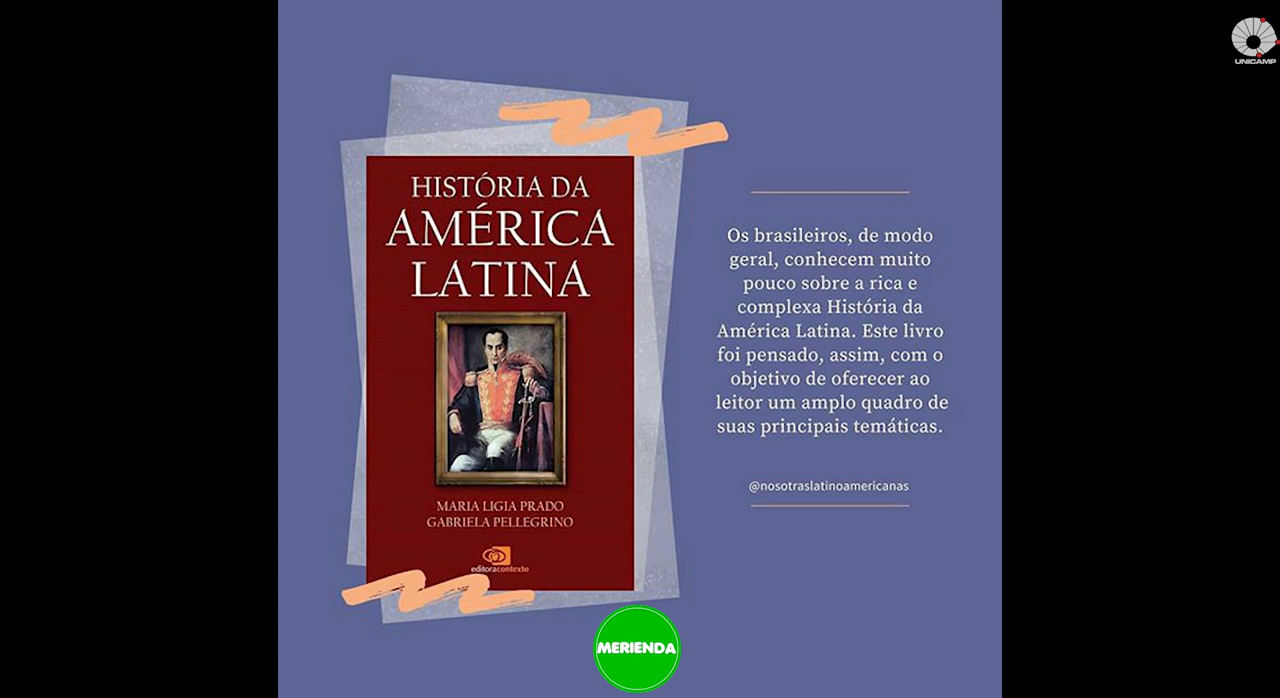 UNICAMP
HISTÓRIA DA
AMÉRICA
LATINA
MARIA LIGIA PRADO
GABRIELA PELLEGRINO
editoracontexto
Os brasileiros, de modo
geral, conhecem muito
pouco sobre a rica e
complexa História da
América Latina. Este livro
foi pensado, assim, com o
objetivo de oferecer ao
leitor um amplo quadro de
suas principais temáticas.
@nosotraslatinoamericanas
MERIENDA